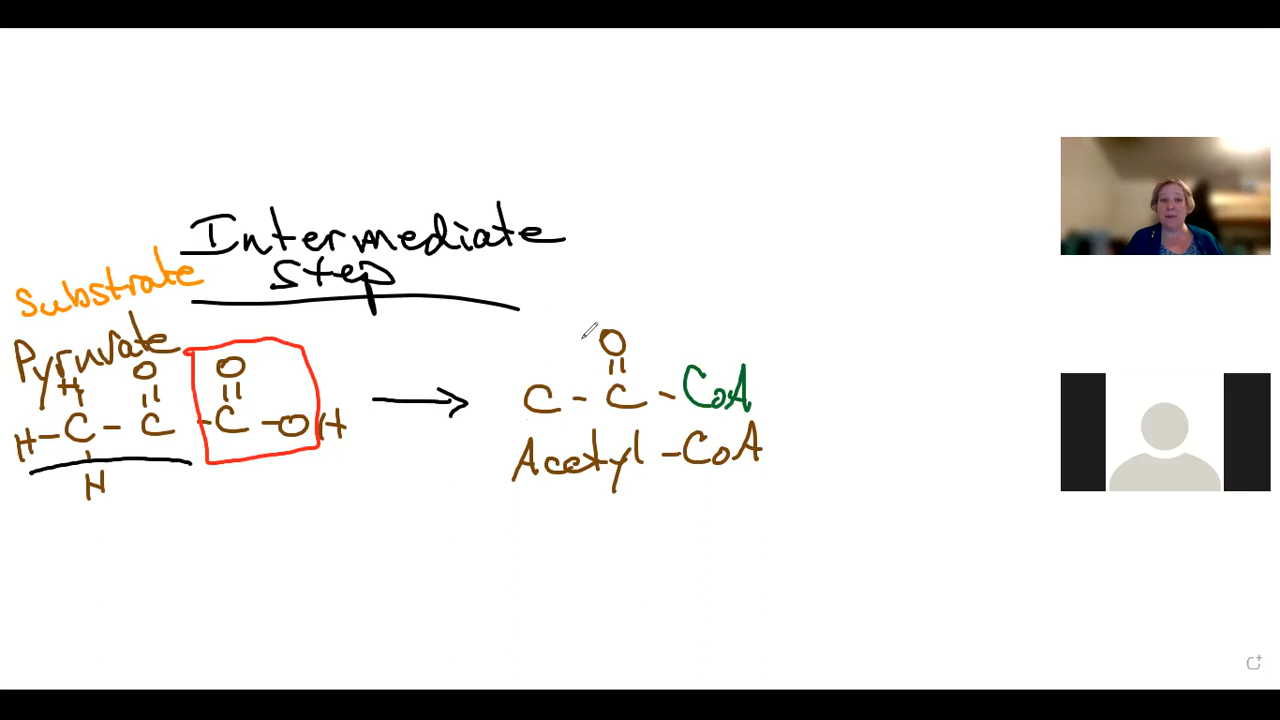 Intermediate
Step
Substrate
Pyruvate
H O O O
H - C - C - C - OH
H
C - C - CoA
Acetyl - CoA